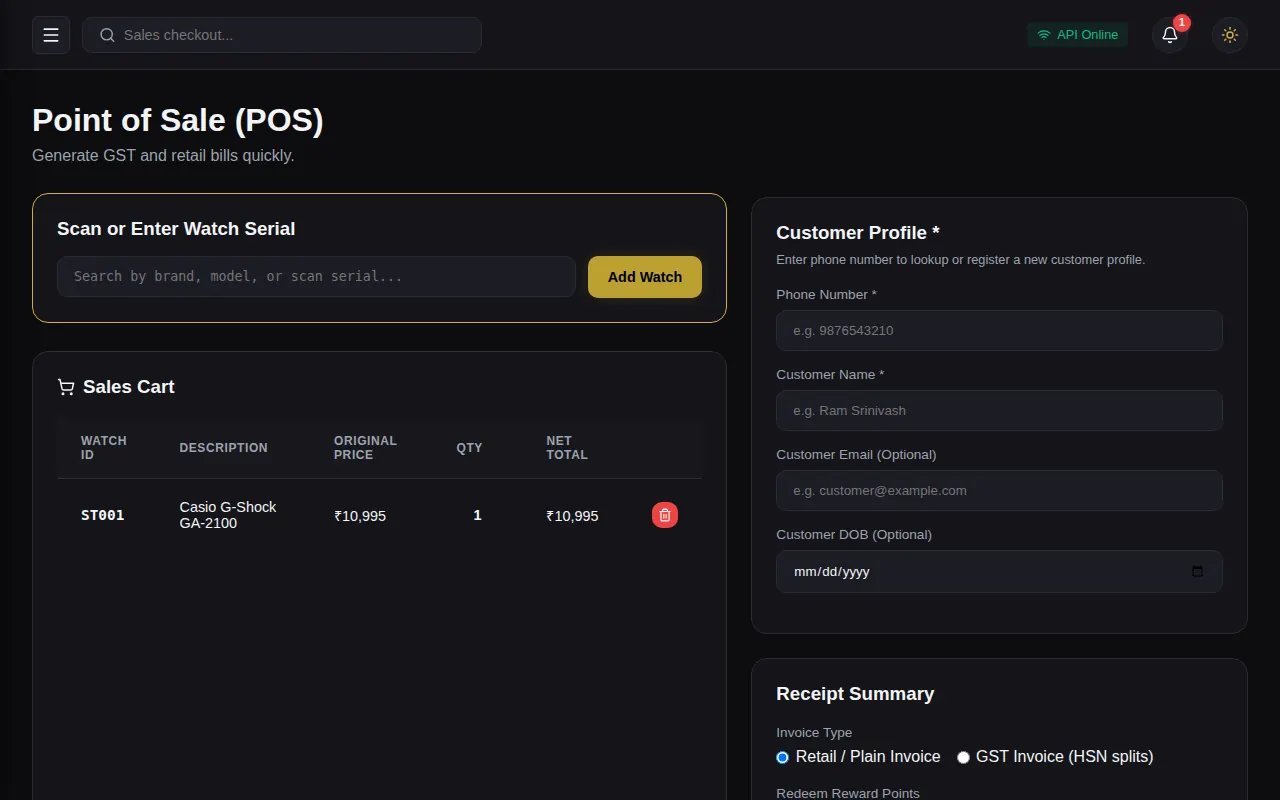 Sales checkout...
API Online
1
Point of Sale (POS)
Generate GST and retail bills quickly.
Scan or Enter Watch Serial
Search by brand, model, or scan serial...
Add Watch
Sales Cart
WATCH ID
DESCRIPTION
ORIGINAL PRICE
QTY
NET TOTAL
ST001
Casio G-Shock GA-2100
₹10,995
1
₹10,995
Customer Profile *
Enter phone number to lookup or register a new customer profile.
Phone Number *
e.g. 9876543210
Customer Name *
e.g. Ram Srinivash
Customer Email (Optional)
e.g. customer@example.com
Customer DOB (Optional)
mm/dd/yyyy
Receipt Summary
Invoice Type
Retail / Plain Invoice
GST Invoice (HSN splits)
Redeem Reward Points